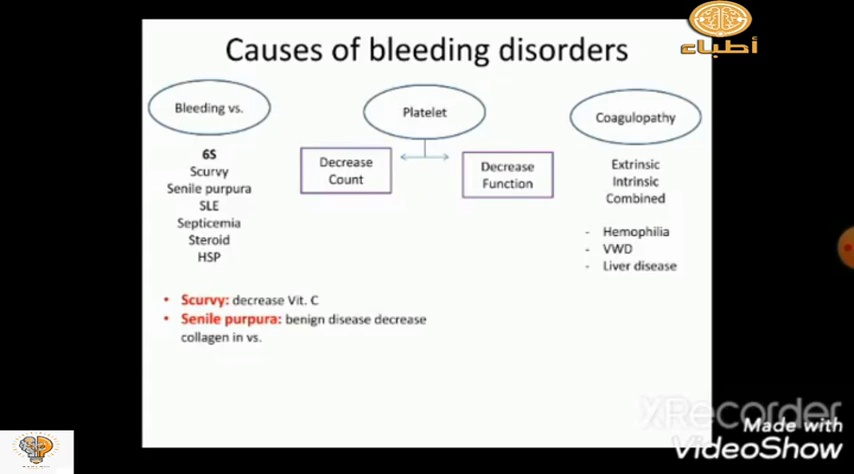 أطباء
Causes of bleeding disorders
Bleeding vs.
6S
Scurvy
Senile purpura
SLE
Septicemia
Steroid
HSP
Platelet
Decrease
Count
Decrease
Function
Coagulopathy
Extrinsic
Intrinsic
Combined
- Hemophilia
- VWD
- Liver disease
• Scurvy: decrease Vit. C
• Senile purpura: benign disease decrease
collagen in vs.
XRecorder
Made with
VideoShow